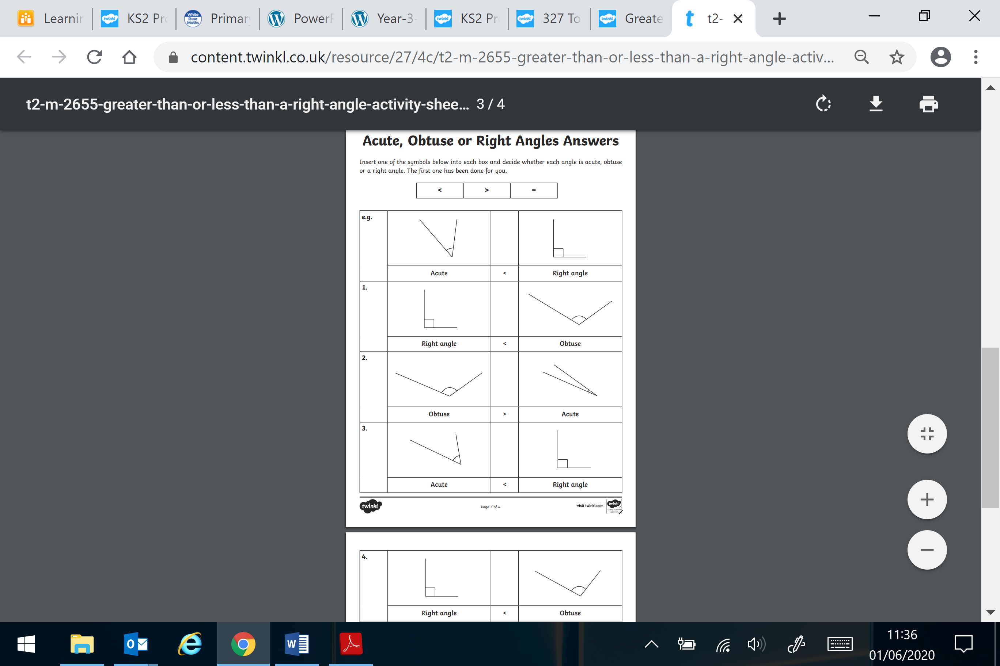 Learnin
KS2 Pro
Primary
PowerP
Year-3-
KS2 Pr
327 To
Greate
t2-
content.twinkl.co.uk/resource/27/4c/t2-m-2655-greater-than-or-less-than-a-right-angle-activ...
t2-m-2655-greater-than-or-less-than-a-right-angle-activity-shee... 3 / 4
Acute, Obtuse or Right Angles Answers
Insert one of the symbols below into each box and decide whether each angle is acute, obtuse
or a right angle. The first one has been done for you.
< > =
e.g.
Acute < Right angle
1.
Right angle < Obtuse
2.
Obtuse > Acute
3.
Acute < Right angle
twinkl Page 3 of 4 visit twinkl.com twinkl
4.
Right angle < Obtuse
11:36
01/06/2020